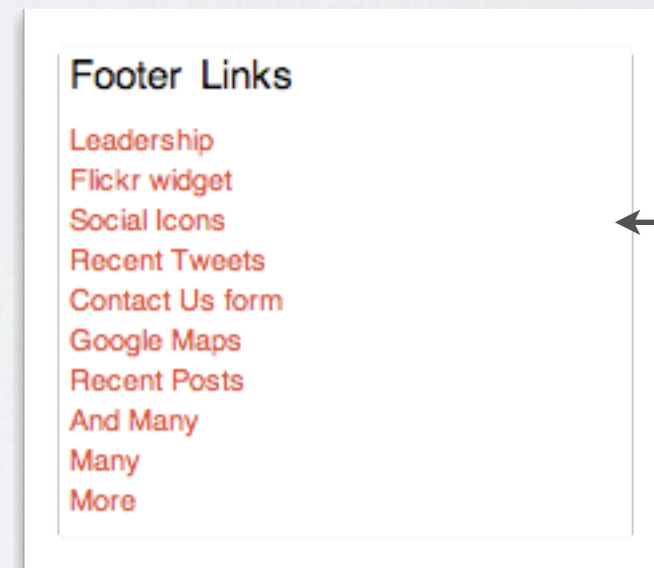 Footer Links
Leadership
Flickr widget
Social Icons
Recent Tweets
Contact Us form
Google Maps
Recent Posts
And Many
Many
More